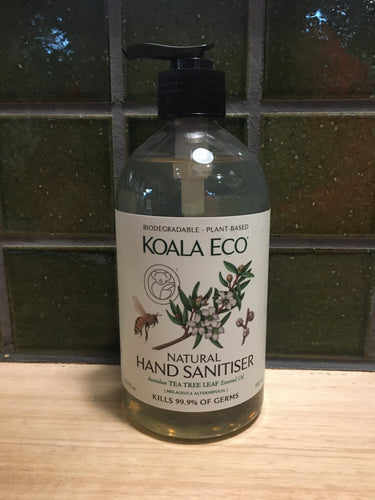 BIODEGRADABLE · PLANT-BASED
KOALA ECO
NATURAL
HAND SANITISER
Australian TEA TREE LEAF Essential Oil
[ MELALEUCA ALTERNIFOLIA ]
KILLS 99.9% OF GERMS